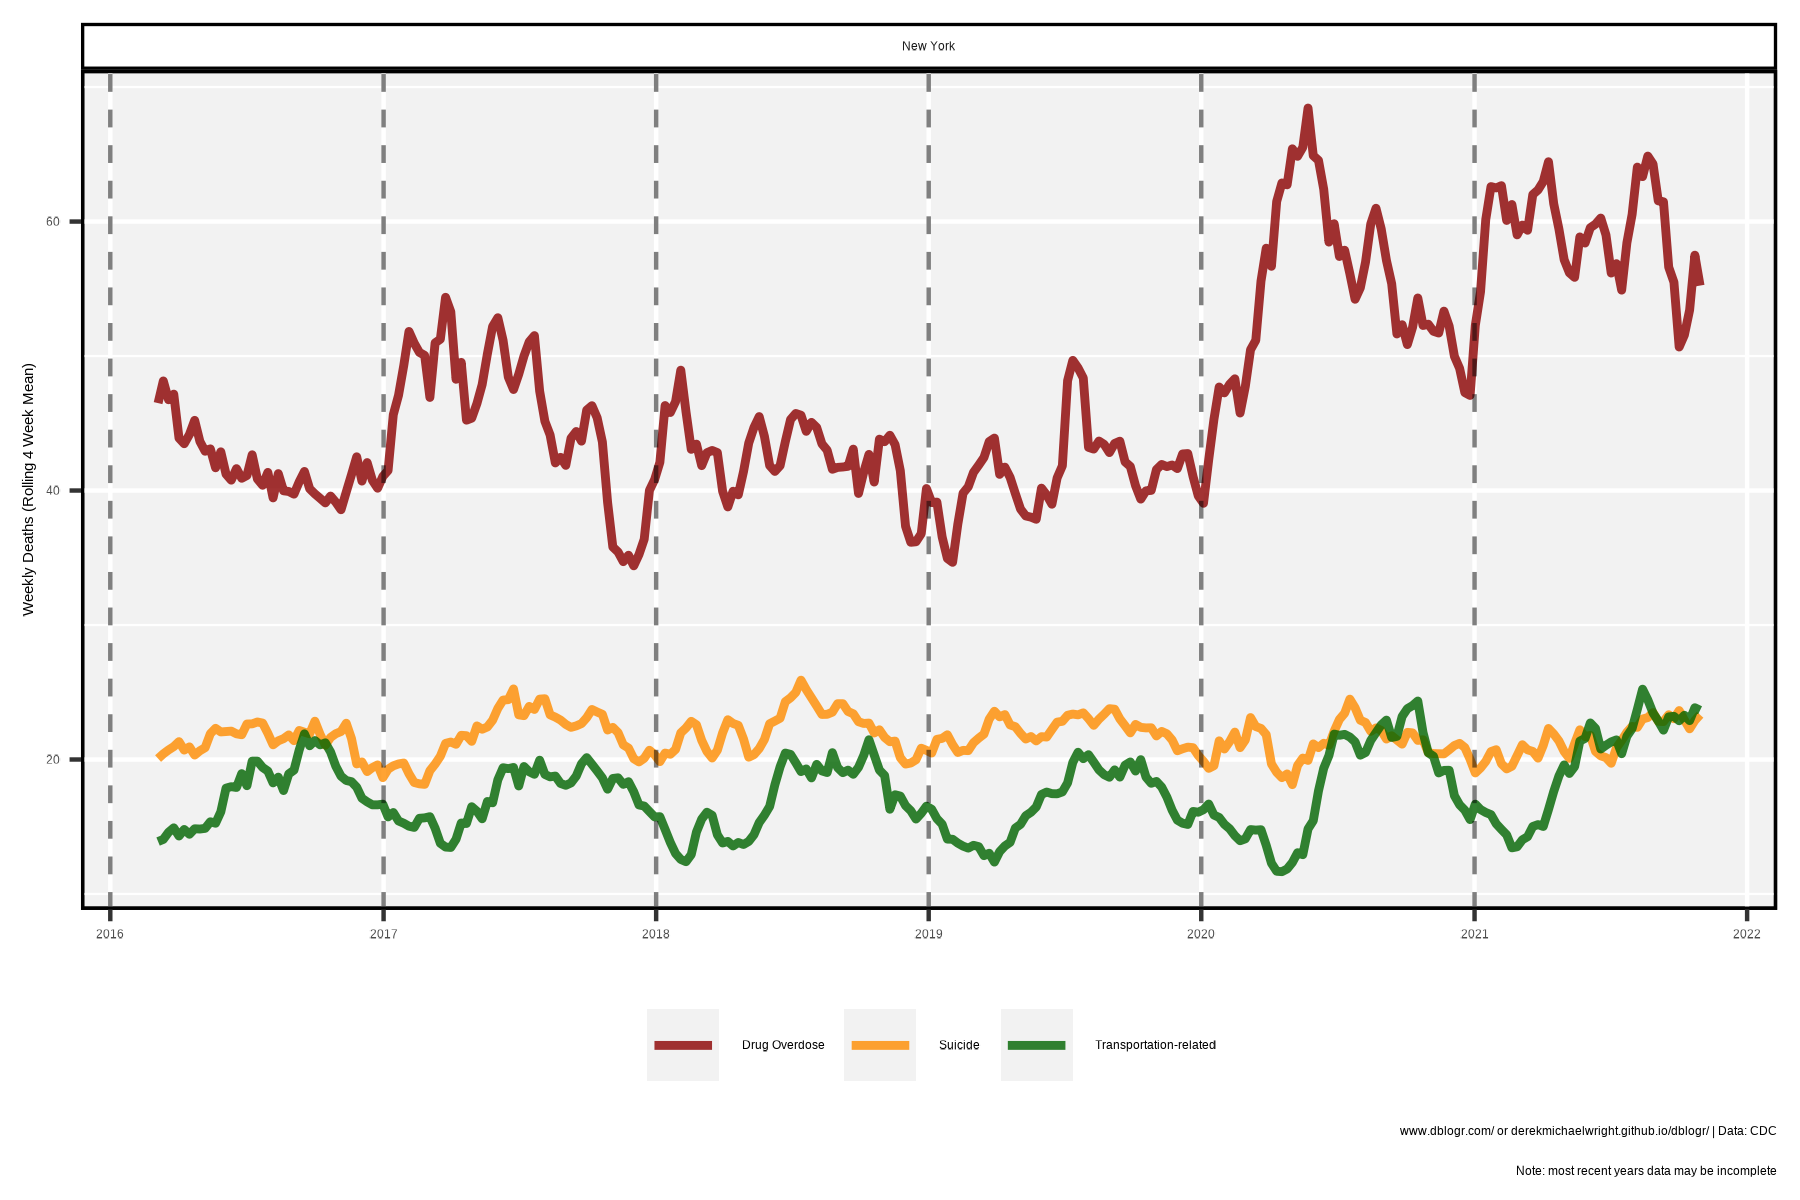 New York
Weekly Deaths (Rolling 4 Week Mean)
60
40
20
2016 2017 2018 2019 2020 2021 2022
Drug Overdose Suicide Transportation-related
www.dblogr.com/ or derekmichaelwright.github.io/dblogr/ | Data: CDC
Note: most recent years data may be incomplete